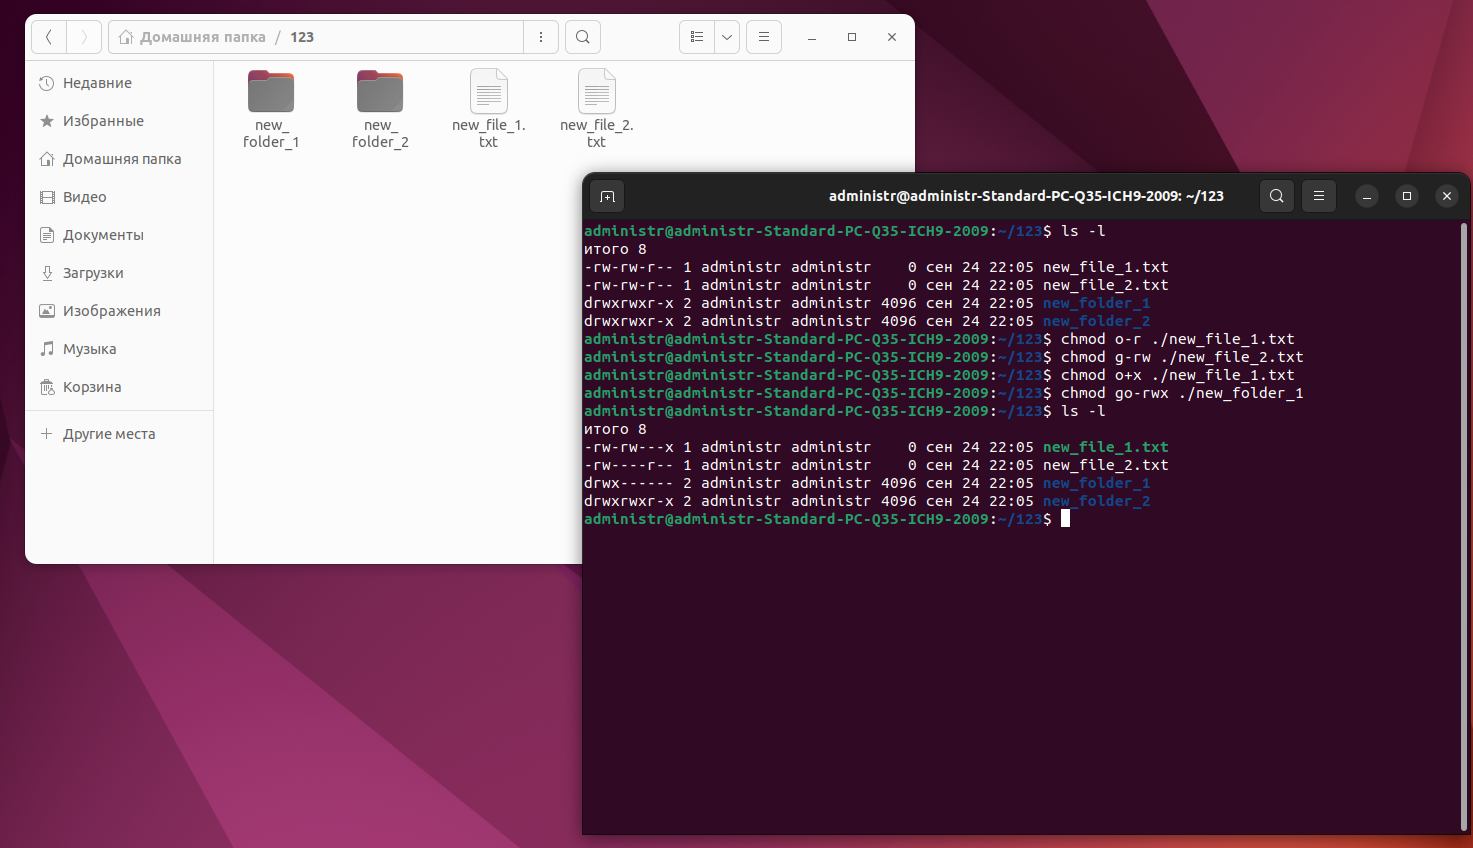 Домашняя папка / 123
Недавние
Избранные
Домашняя папка
Видео
Документы
Загрузки
Изображения
Музыка
Корзина
Другие места
new_
folder_1
new_
folder_2
new_file_1.
txt
new_file_2.
txt
administr@administr-Standard-PC-Q35-ICH9-2009: ~/123
administr@administr-Standard-PC-Q35-ICH9-2009:~/123$ ls -l
итого 8
-rw-rw-r-- 1 administr administr    0 сен 24 22:05 new_file_1.txt
-rw-rw-r-- 1 administr administr    0 сен 24 22:05 new_file_2.txt
drwxrwxr-x 2 administr administr 4096 сен 24 22:05 new_folder_1
drwxrwxr-x 2 administr administr 4096 сен 24 22:05 new_folder_2
administr@administr-Standard-PC-Q35-ICH9-2009:~/123$ chmod o-r ./new_file_1.txt
administr@administr-Standard-PC-Q35-ICH9-2009:~/123$ chmod g-rw ./new_file_2.txt
administr@administr-Standard-PC-Q35-ICH9-2009:~/123$ chmod o+x ./new_file_1.txt
administr@administr-Standard-PC-Q35-ICH9-2009:~/123$ chmod go-rwx ./new_folder_1
administr@administr-Standard-PC-Q35-ICH9-2009:~/123$ ls -l
итого 8
-rw-rw---x 1 administr administr    0 сен 24 22:05 new_file_1.txt
-rw----r-- 1 administr administr    0 сен 24 22:05 new_file_2.txt
drwx------ 2 administr administr 4096 сен 24 22:05 new_folder_1
drwxrwxr-x 2 administr administr 4096 сен 24 22:05 new_folder_2
administr@administr-Standard-PC-Q35-ICH9-2009:~/123$